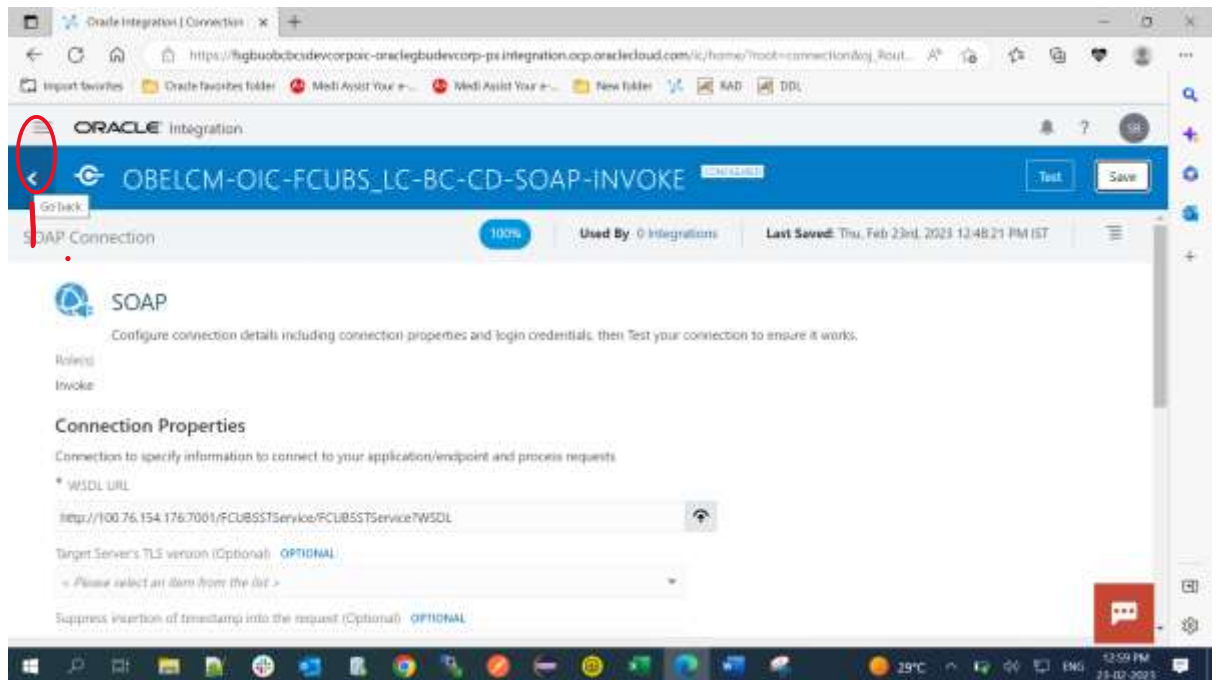 Oracle Integration | Connection
https://fsgbuobcbcsdevcorpoic-oraclegbudevcorp-px.integration.ocp.oraclecloud.com/ic/home/?root=connection&oj_Rout...
Import favorites Oracle favorites folder Medi Assist Your e-... Medi Assist Your e-... New folder RAD DDL
ORACLE Integration ? SB
OBELCM-OIC-FCUBS_LC-BC-CD-SOAP-INVOKE CONFIGURED Test Save
Go back
SOAP Connection 100% Used By 0 Integrations Last Saved: Thu, Feb 23rd, 2023 12:48:21 PM IST
SOAP
Configure connection details including connection properties and login credentials, then Test your connection to ensure it works.
Role(s)
Invoke
Connection Properties
Connection to specify information to connect to your application/endpoint and process requests
* WSDL URL
http://100.76.154.176:7001/FCUBSSTService/FCUBSSTService?WSDL
Target Server's TLS version (Optional) OPTIONAL
< Please select an item from the list >
Suppress insertion of timestamp into the request (Optional) OPTIONAL
29°C ENG 12:59 PM
23-02-2023